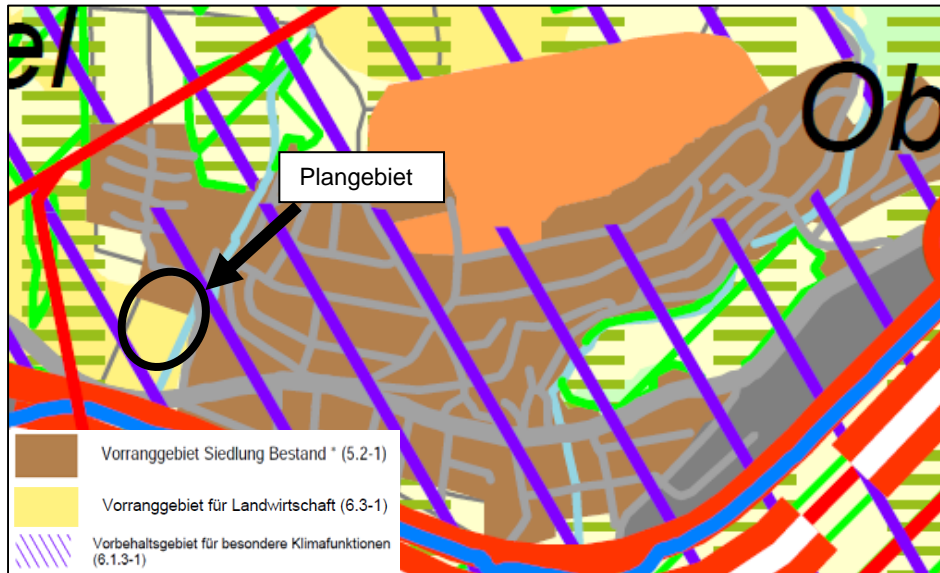 el
Ob
Plangebiet
Vorranggebiet Siedlung Bestand * (5.2-1)
Vorranggebiet für Landwirtschaft (6.3-1)
Vorbehaltsgebiet für besondere Klimafunktionen
(6.1.3-1)